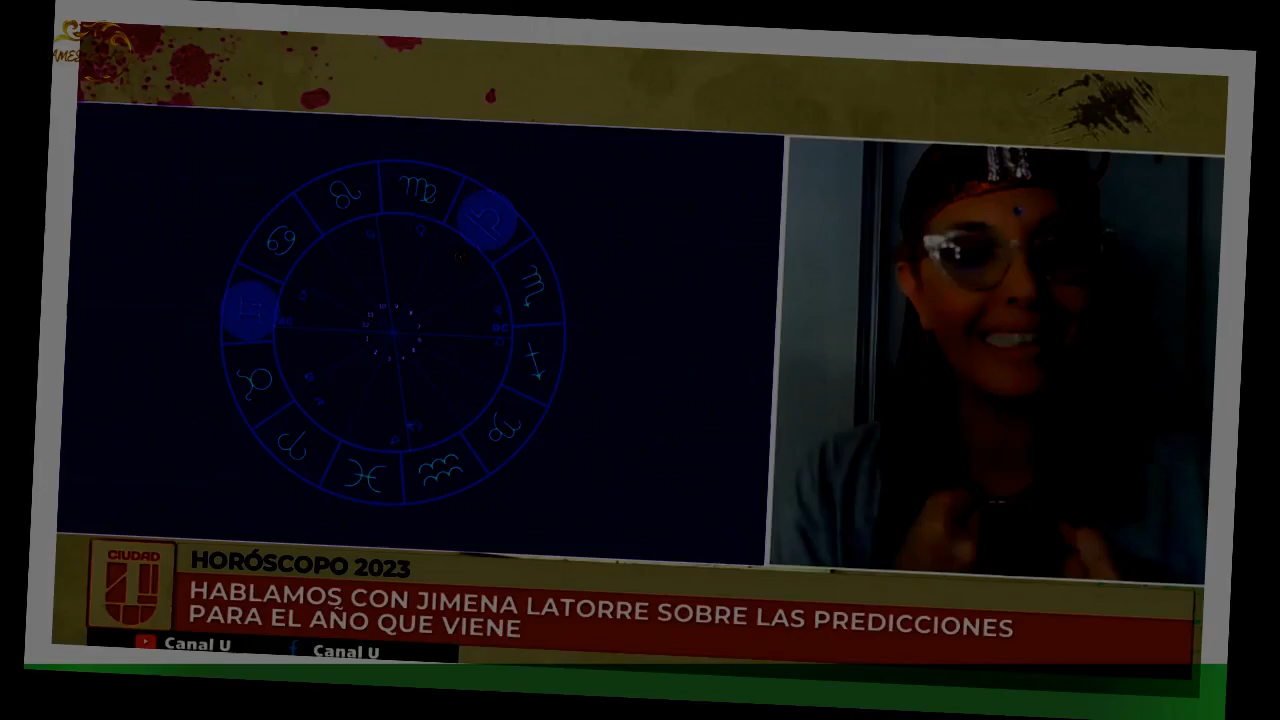 CIUDAD
U
HORÓSCOPO 2023
HABLAMOS CON JIMENA LATORRE SOBRE LAS PREDICCIONES
PARA EL AÑO QUE VIENE
Canal U
Canal U